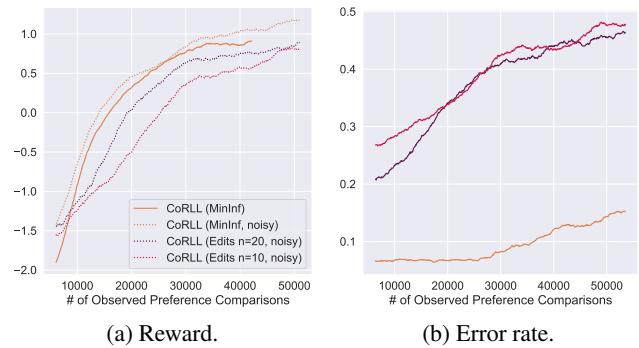 1.0
0.5
0.0
−0.5
−1.0
−1.5
−2.0
CoRLL (MinInf)
CoRLL (MinInf, noisy)
CoRLL (Edits n=20, noisy)
CoRLL (Edits n=10, noisy)
10000 20000 30000 40000 50000
# of Observed Preference Comparisons
(a) Reward.
0.5
0.4
0.3
0.2
0.1
10000 20000 30000 40000 50000
# of Observed Preference Comparisons
(b) Error rate.